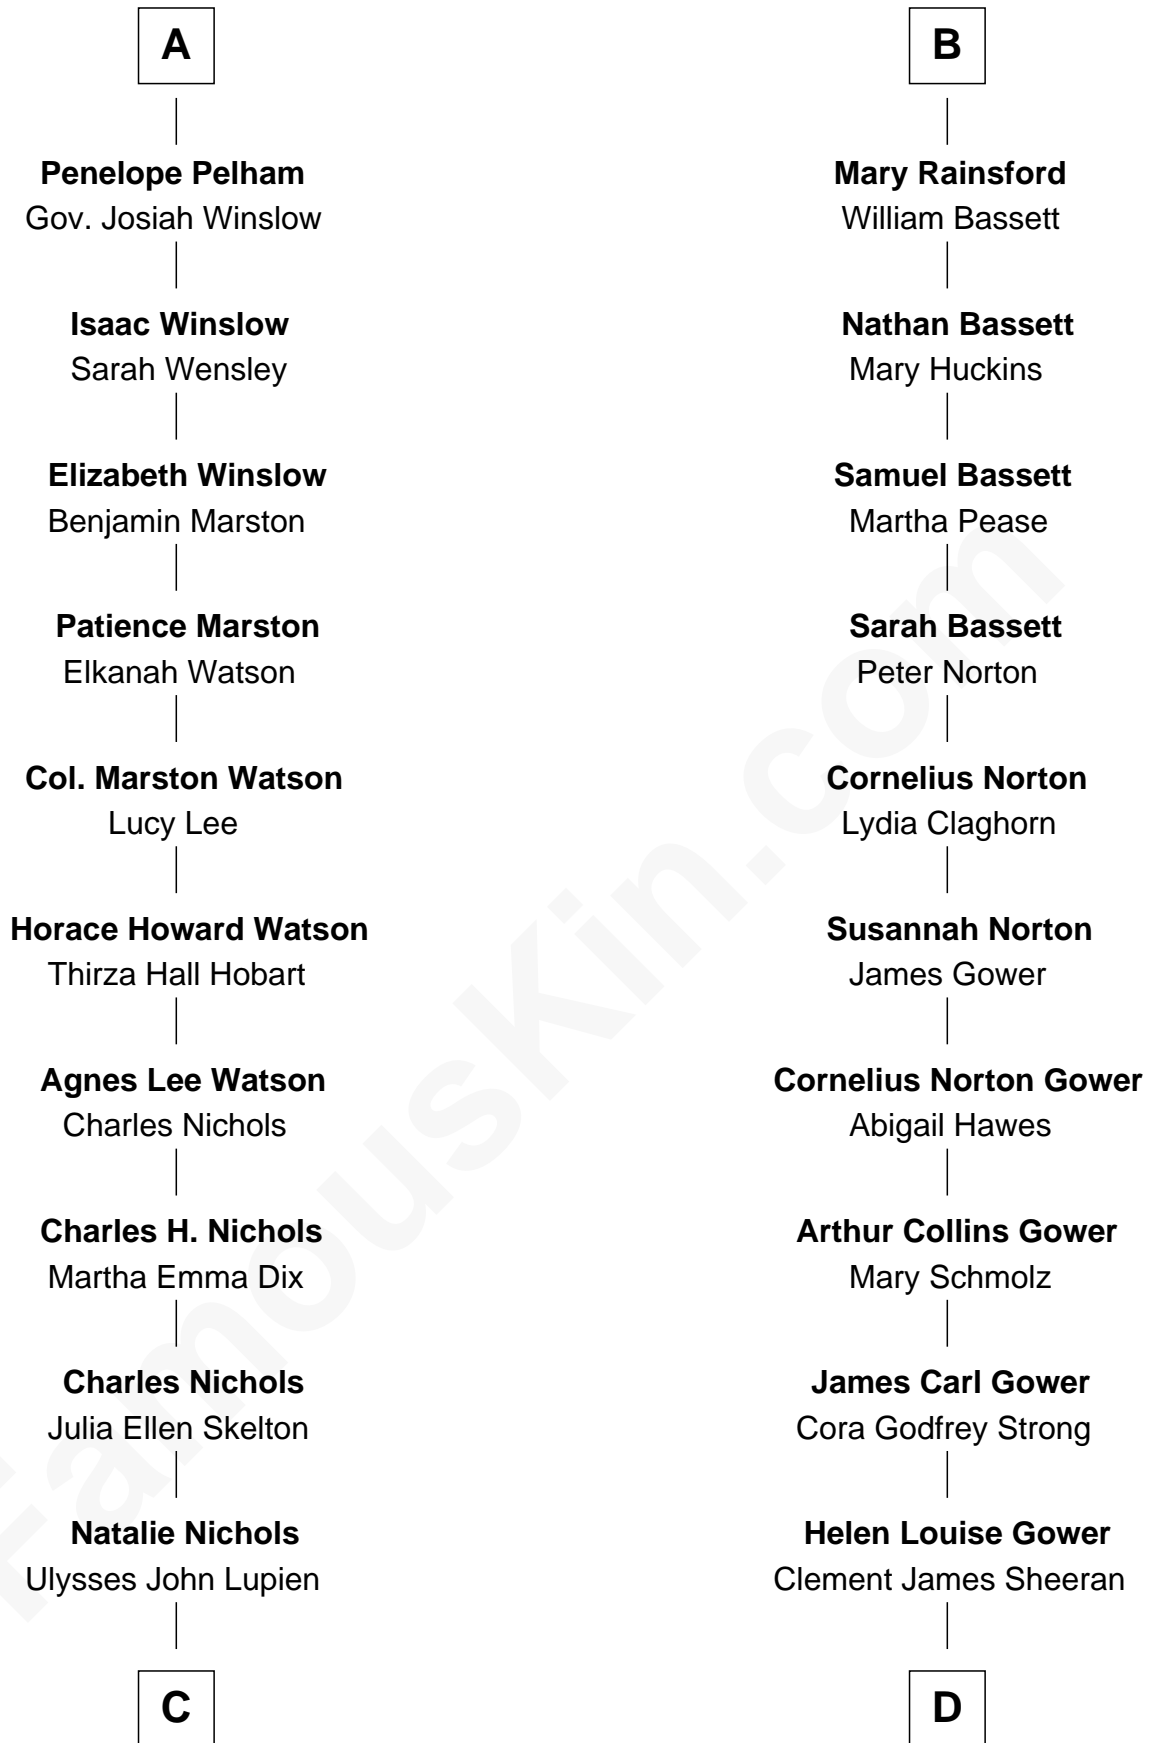 A
Penelope Pelham
Gov. Josiah Winslow
Isaac Winslow
Sarah Wensley
Elizabeth Winslow
Benjamin Marston
Patience Marston
Elkanah Watson
Col. Marston Watson
Lucy Lee
Horace Howard Watson
Thirza Hall Hobart
Agnes Lee Watson
Charles Nichols
Charles H. Nichols
Martha Emma Dix
Charles Nichols
Julia Ellen Skelton
Natalie Nichols
Ulysses John Lupien
C
B
Mary Rainsford
William Bassett
Nathan Bassett
Mary Huckins
Samuel Bassett
Martha Pease
Sarah Bassett
Peter Norton
Cornelius Norton
Lydia Claghorn
Susannah Norton
James Gower
Cornelius Norton Gower
Abigail Hawes
Arthur Collins Gower
Mary Schmolz
James Carl Gower
Cora Godfrey Strong
Helen Louise Gower
Clement James Sheeran
D
FamousKin.com